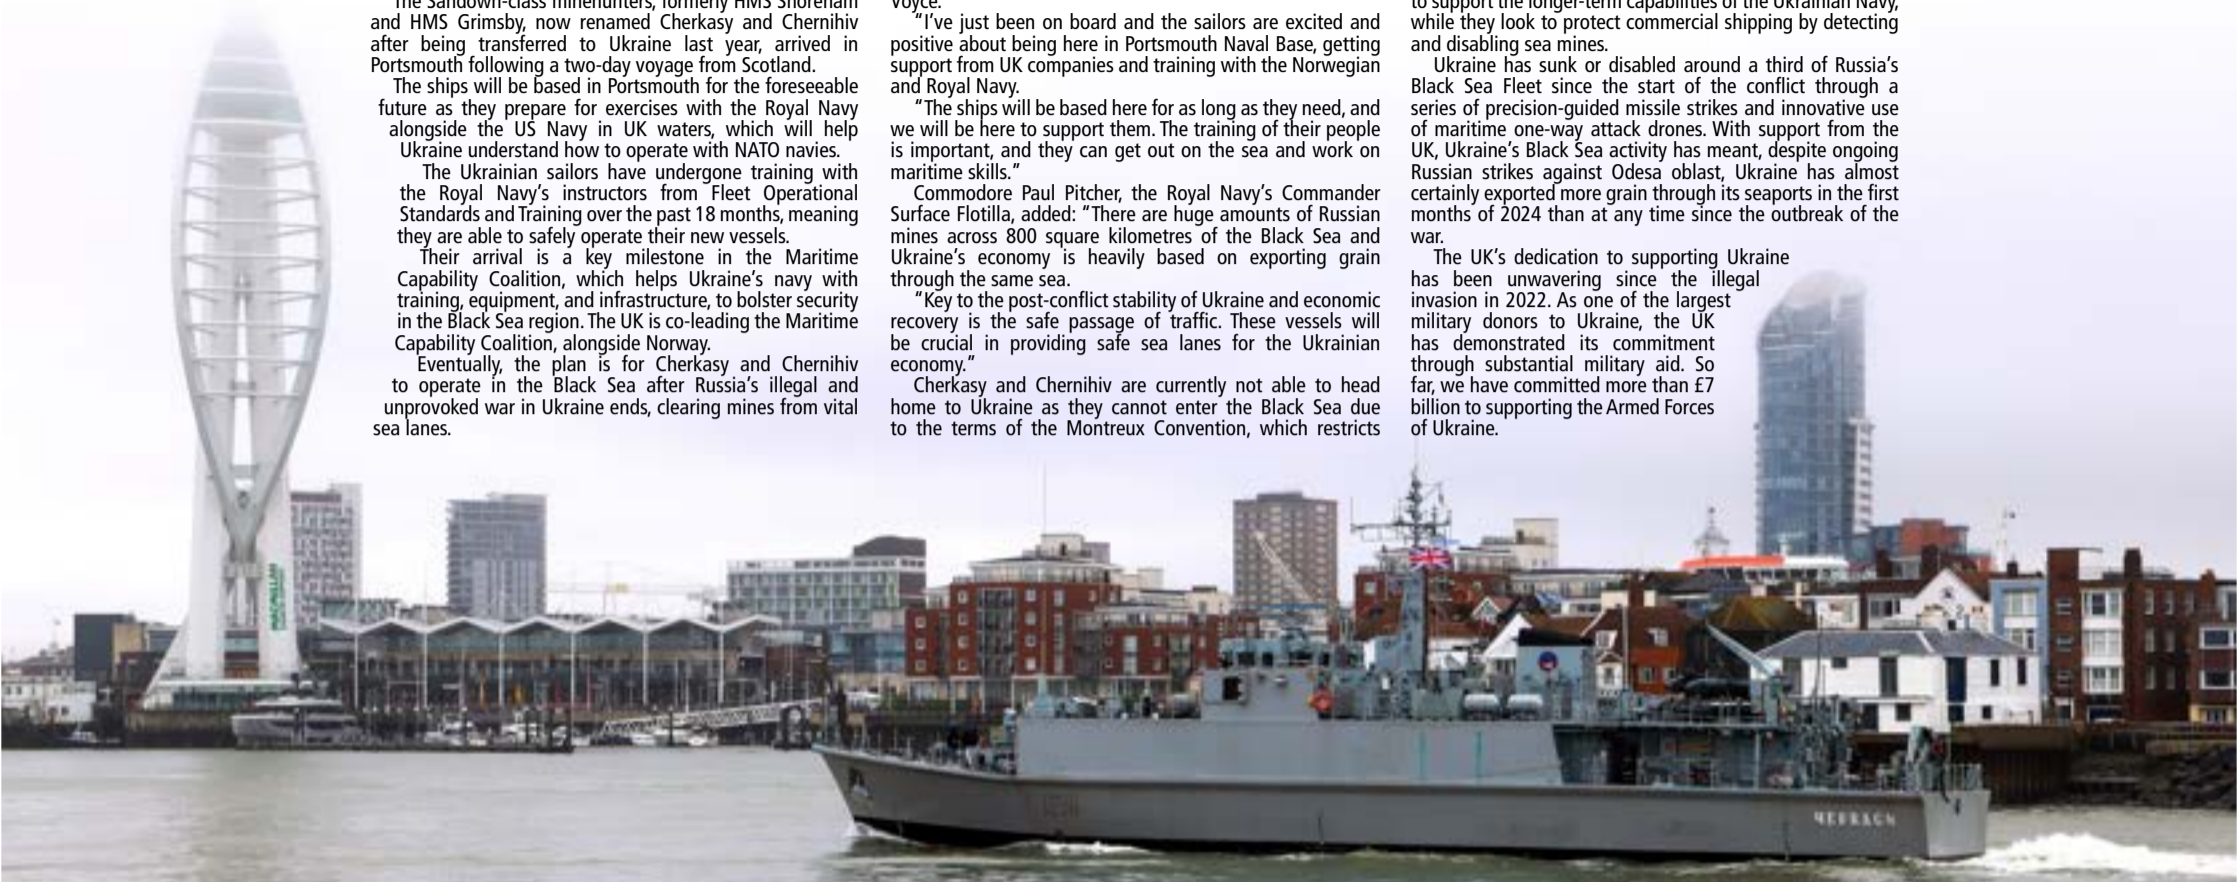 The Sandown-class minehunters, formerly HMS Shoreham
and HMS Grimsby, now renamed Cherkasy and Chernihiv
after being transferred to Ukraine last year, arrived in
Portsmouth following a two-day voyage from Scotland.
The ships will be based in Portsmouth for the foreseeable
future as they prepare for exercises with the Royal Navy
alongside the US Navy in UK waters, which will help
Ukraine understand how to operate with NATO navies.
The Ukrainian sailors have undergone training with
the Royal Navy’s instructors from Fleet Operational
Standards and Training over the past 18 months, meaning
they are able to safely operate their new vessels.
Their arrival is a key milestone in the Maritime
Capability Coalition, which helps Ukraine’s navy with
training, equipment, and infrastructure, to bolster security
in the Black Sea region. The UK is co-leading the Maritime
Capability Coalition, alongside Norway.
Eventually, the plan is for Cherkasy and Chernihiv
to operate in the Black Sea after Russia’s illegal and
unprovoked war in Ukraine ends, clearing mines from vital
sea lanes.
Voyce.
“I’ve just been on board and the sailors are excited and
positive about being here in Portsmouth Naval Base, getting
support from UK companies and training with the Norwegian
and Royal Navy.
“The ships will be based here for as long as they need, and
we will be here to support them. The training of their people
is important, and they can get out on the sea and work on
maritime skills.”
Commodore Paul Pitcher, the Royal Navy’s Commander
Surface Flotilla, added: “There are huge amounts of Russian
mines across 800 square kilometres of the Black Sea and
Ukraine’s economy is heavily based on exporting grain
through the same sea.
“Key to the post-conflict stability of Ukraine and economic
recovery is the safe passage of traffic. These vessels will
be crucial in providing safe sea lanes for the Ukrainian
economy.”
Cherkasy and Chernihiv are currently not able to head
home to Ukraine as they cannot enter the Black Sea due
to the terms of the Montreux Convention, which restricts
to support the longer-term capabilities of the Ukrainian Navy,
while they look to protect commercial shipping by detecting
and disabling sea mines.
Ukraine has sunk or disabled around a third of Russia’s
Black Sea Fleet since the start of the conflict through a
series of precision-guided missile strikes and innovative use
of maritime one-way attack drones. With support from the
UK, Ukraine’s Black Sea activity has meant, despite ongoing
Russian strikes against Odesa oblast, Ukraine has almost
certainly exported more grain through its seaports in the first
months of 2024 than at any time since the outbreak of the
war.
The UK’s dedication to supporting Ukraine
has been unwavering since the illegal
invasion in 2022. As one of the largest
military donors to Ukraine, the UK
has demonstrated its commitment
through substantial military aid. So
far, we have committed more than £7
billion to supporting the Armed Forces
of Ukraine.
MACMILLAN
ЧЕРКАСИ